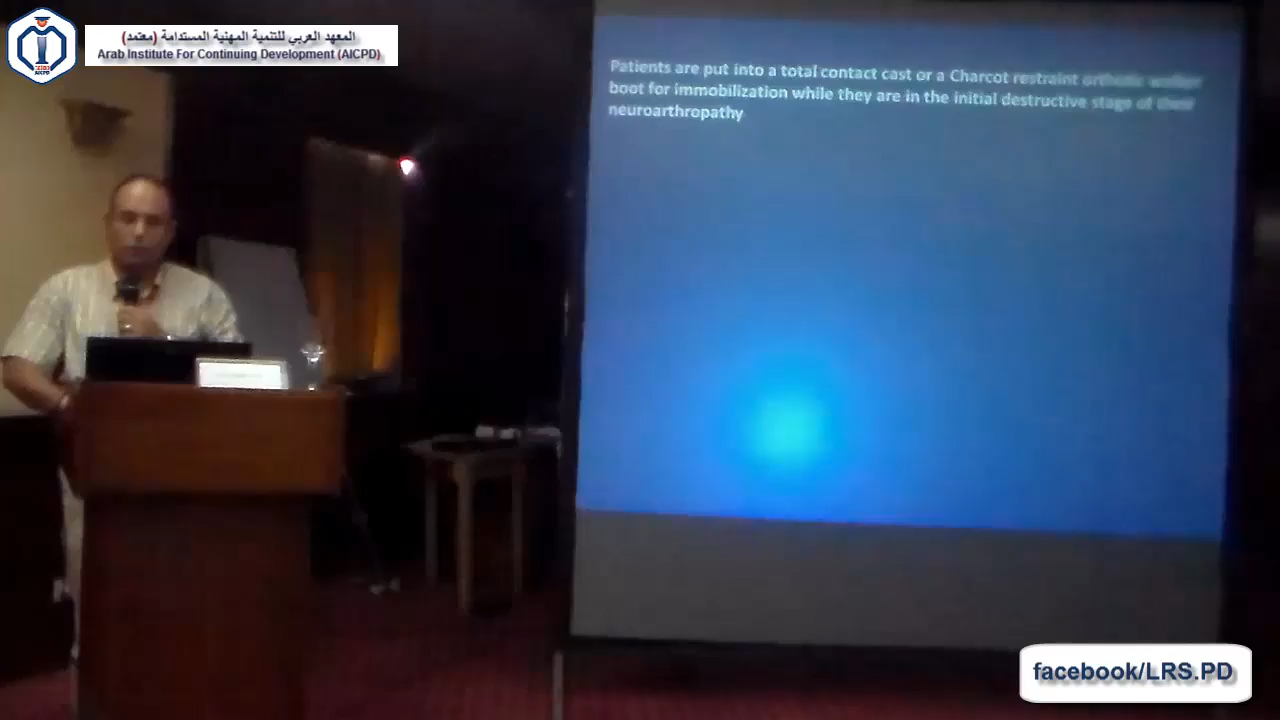 المعهد العربي للتنمية المهنية المستدامة (معتمد)
Arab Institute For Continuing Development (AICPD)
AICPD
Patients are put into a total contact cast or a Charcot restraint orthotic walker
boot for immobilization while they are in the initial destructive stage of their
neuroarthropathy
facebook/LRS.PD